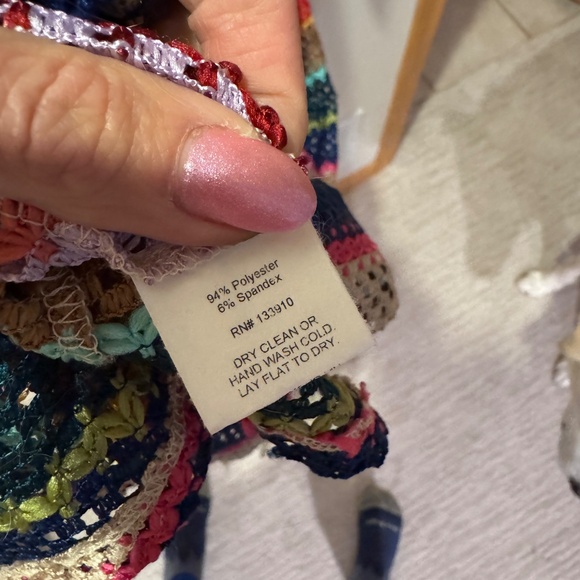 94% Polyester
6% Spandex
RN# 133910
DRY CLEAN OR
HAND WASH COLD.
LAY FLAT TO DRY.